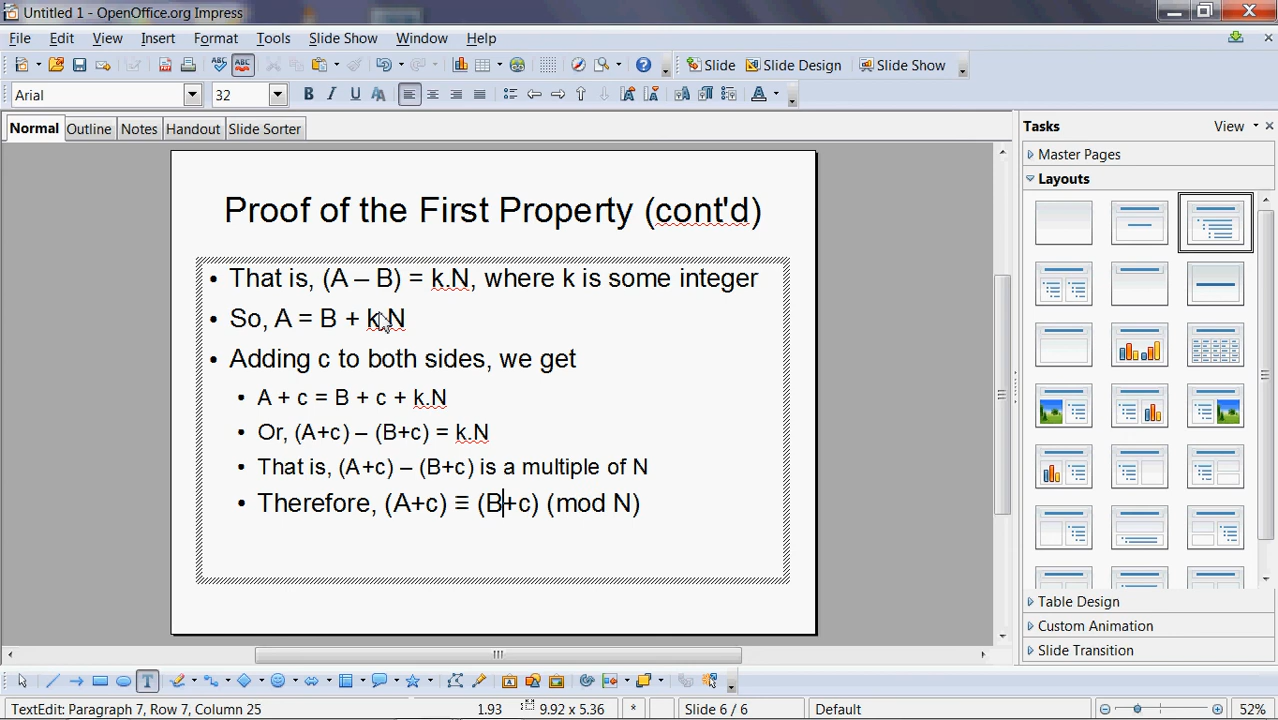 Untitled 1 - OpenOffice.org Impress
File Edit View Insert Format Tools Slide Show Window Help
ABC ABC Slide Slide Design Slide Show
Arial 32 B I U A A
Normal Outline Notes Handout Slide Sorter
Tasks View
Master Pages
Layouts
Proof of the First Property (cont'd)
• That is, (A – B) = k.N, where k is some integer
• So, A = B + k.N
• Adding c to both sides, we get
• A + c = B + c + k.N
• Or, (A+c) – (B+c) = k.N
• That is, (A+c) – (B+c) is a multiple of N
• Therefore, (A+c) ≡ (B+c) (mod N)
Table Design
Custom Animation
Slide Transition
T
TextEdit: Paragraph 7, Row 7, Column 25 1.93 9.92 x 5.36 * Slide 6 / 6 Default 52%